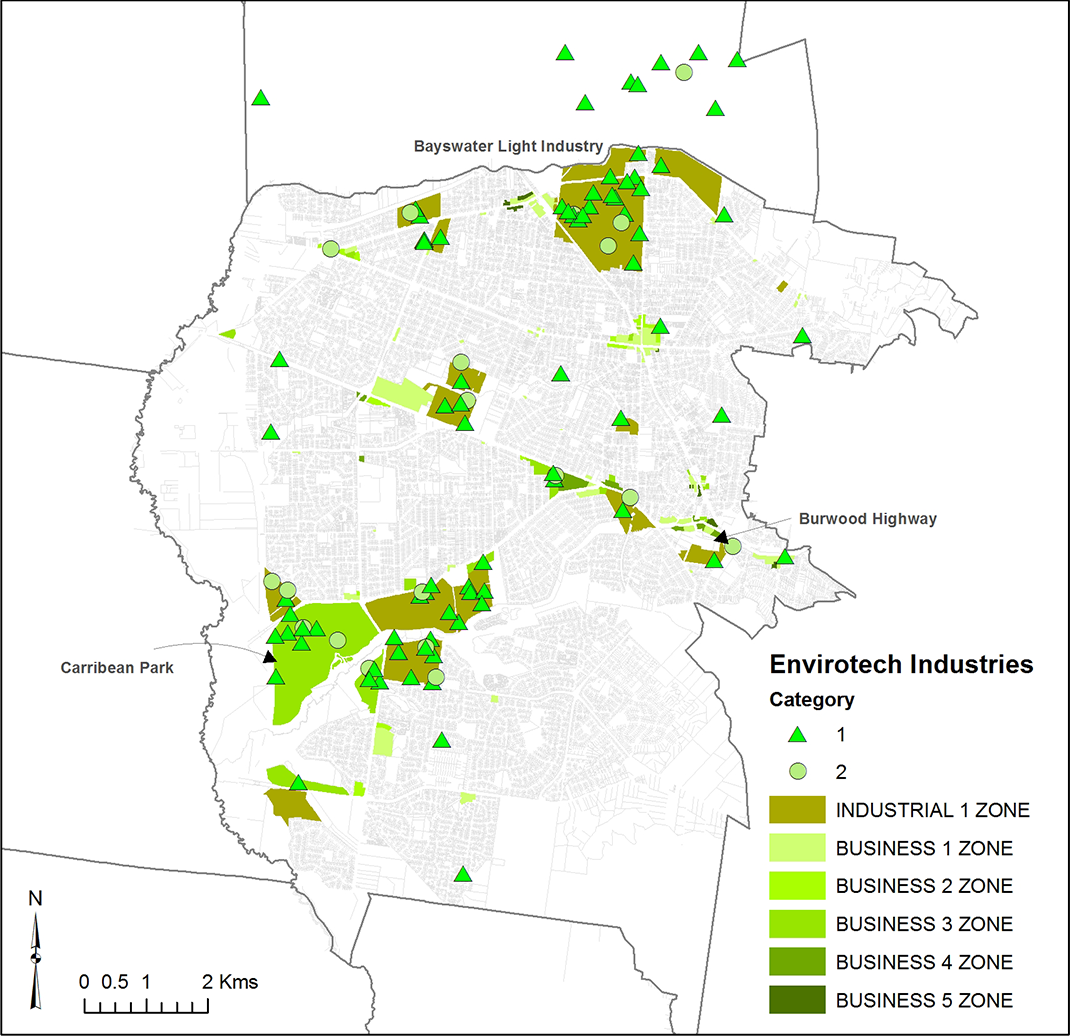 Bayswater Light Industry
Burwood Highway
Carribean Park
Envirotech Industries
Category
1
2
INDUSTRIAL 1 ZONE
BUSINESS 1 ZONE
BUSINESS 2 ZONE
BUSINESS 3 ZONE
BUSINESS 4 ZONE
BUSINESS 5 ZONE
N
0 0.5 1 2 Kms